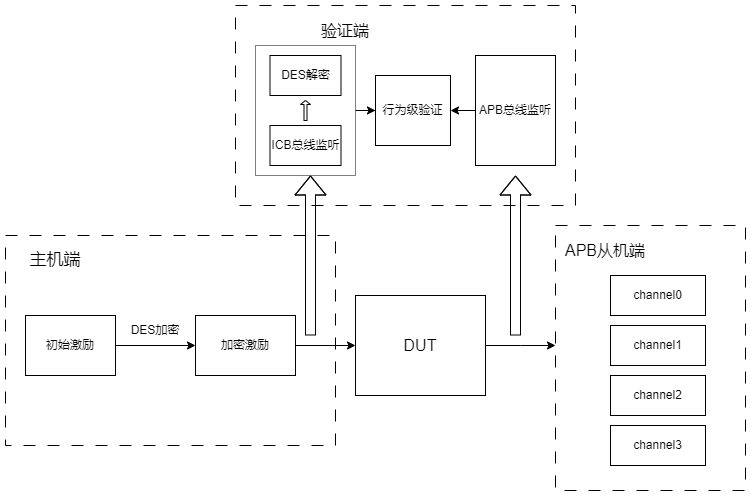 验证端
DES解密
ICB总线监听
行为级验证
APB总线监听
主机端
初始激励
DES加密
加密激励
DUT
APB从机端
channel0
channel1
channel2
channel3